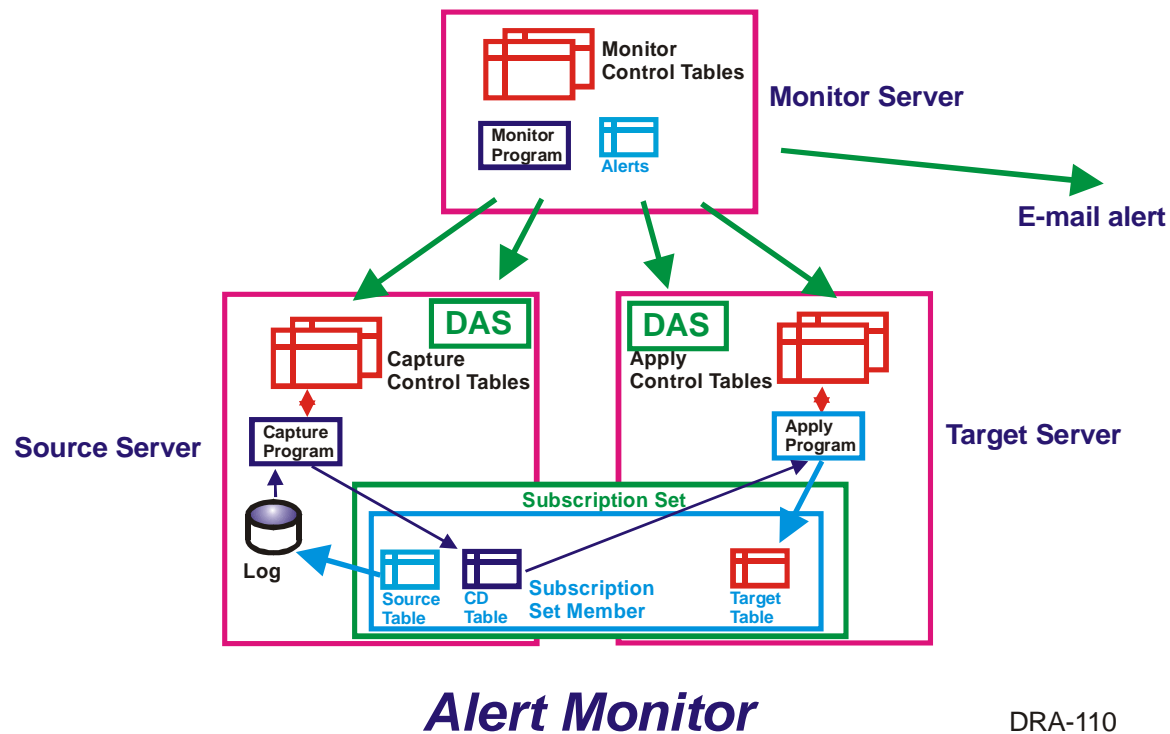 Monitor
Control Tables
Monitor Server
Monitor
Program
Alerts
E-mail alert
DAS
DAS
Capture
Control Tables
Apply
Control Tables
Source Server
Capture
Program
Apply
Program
Target Server
Subscription Set
Log
Source
Table
CD
Table
Subscription
Set Member
Target
Table
Alert Monitor
DRA-110